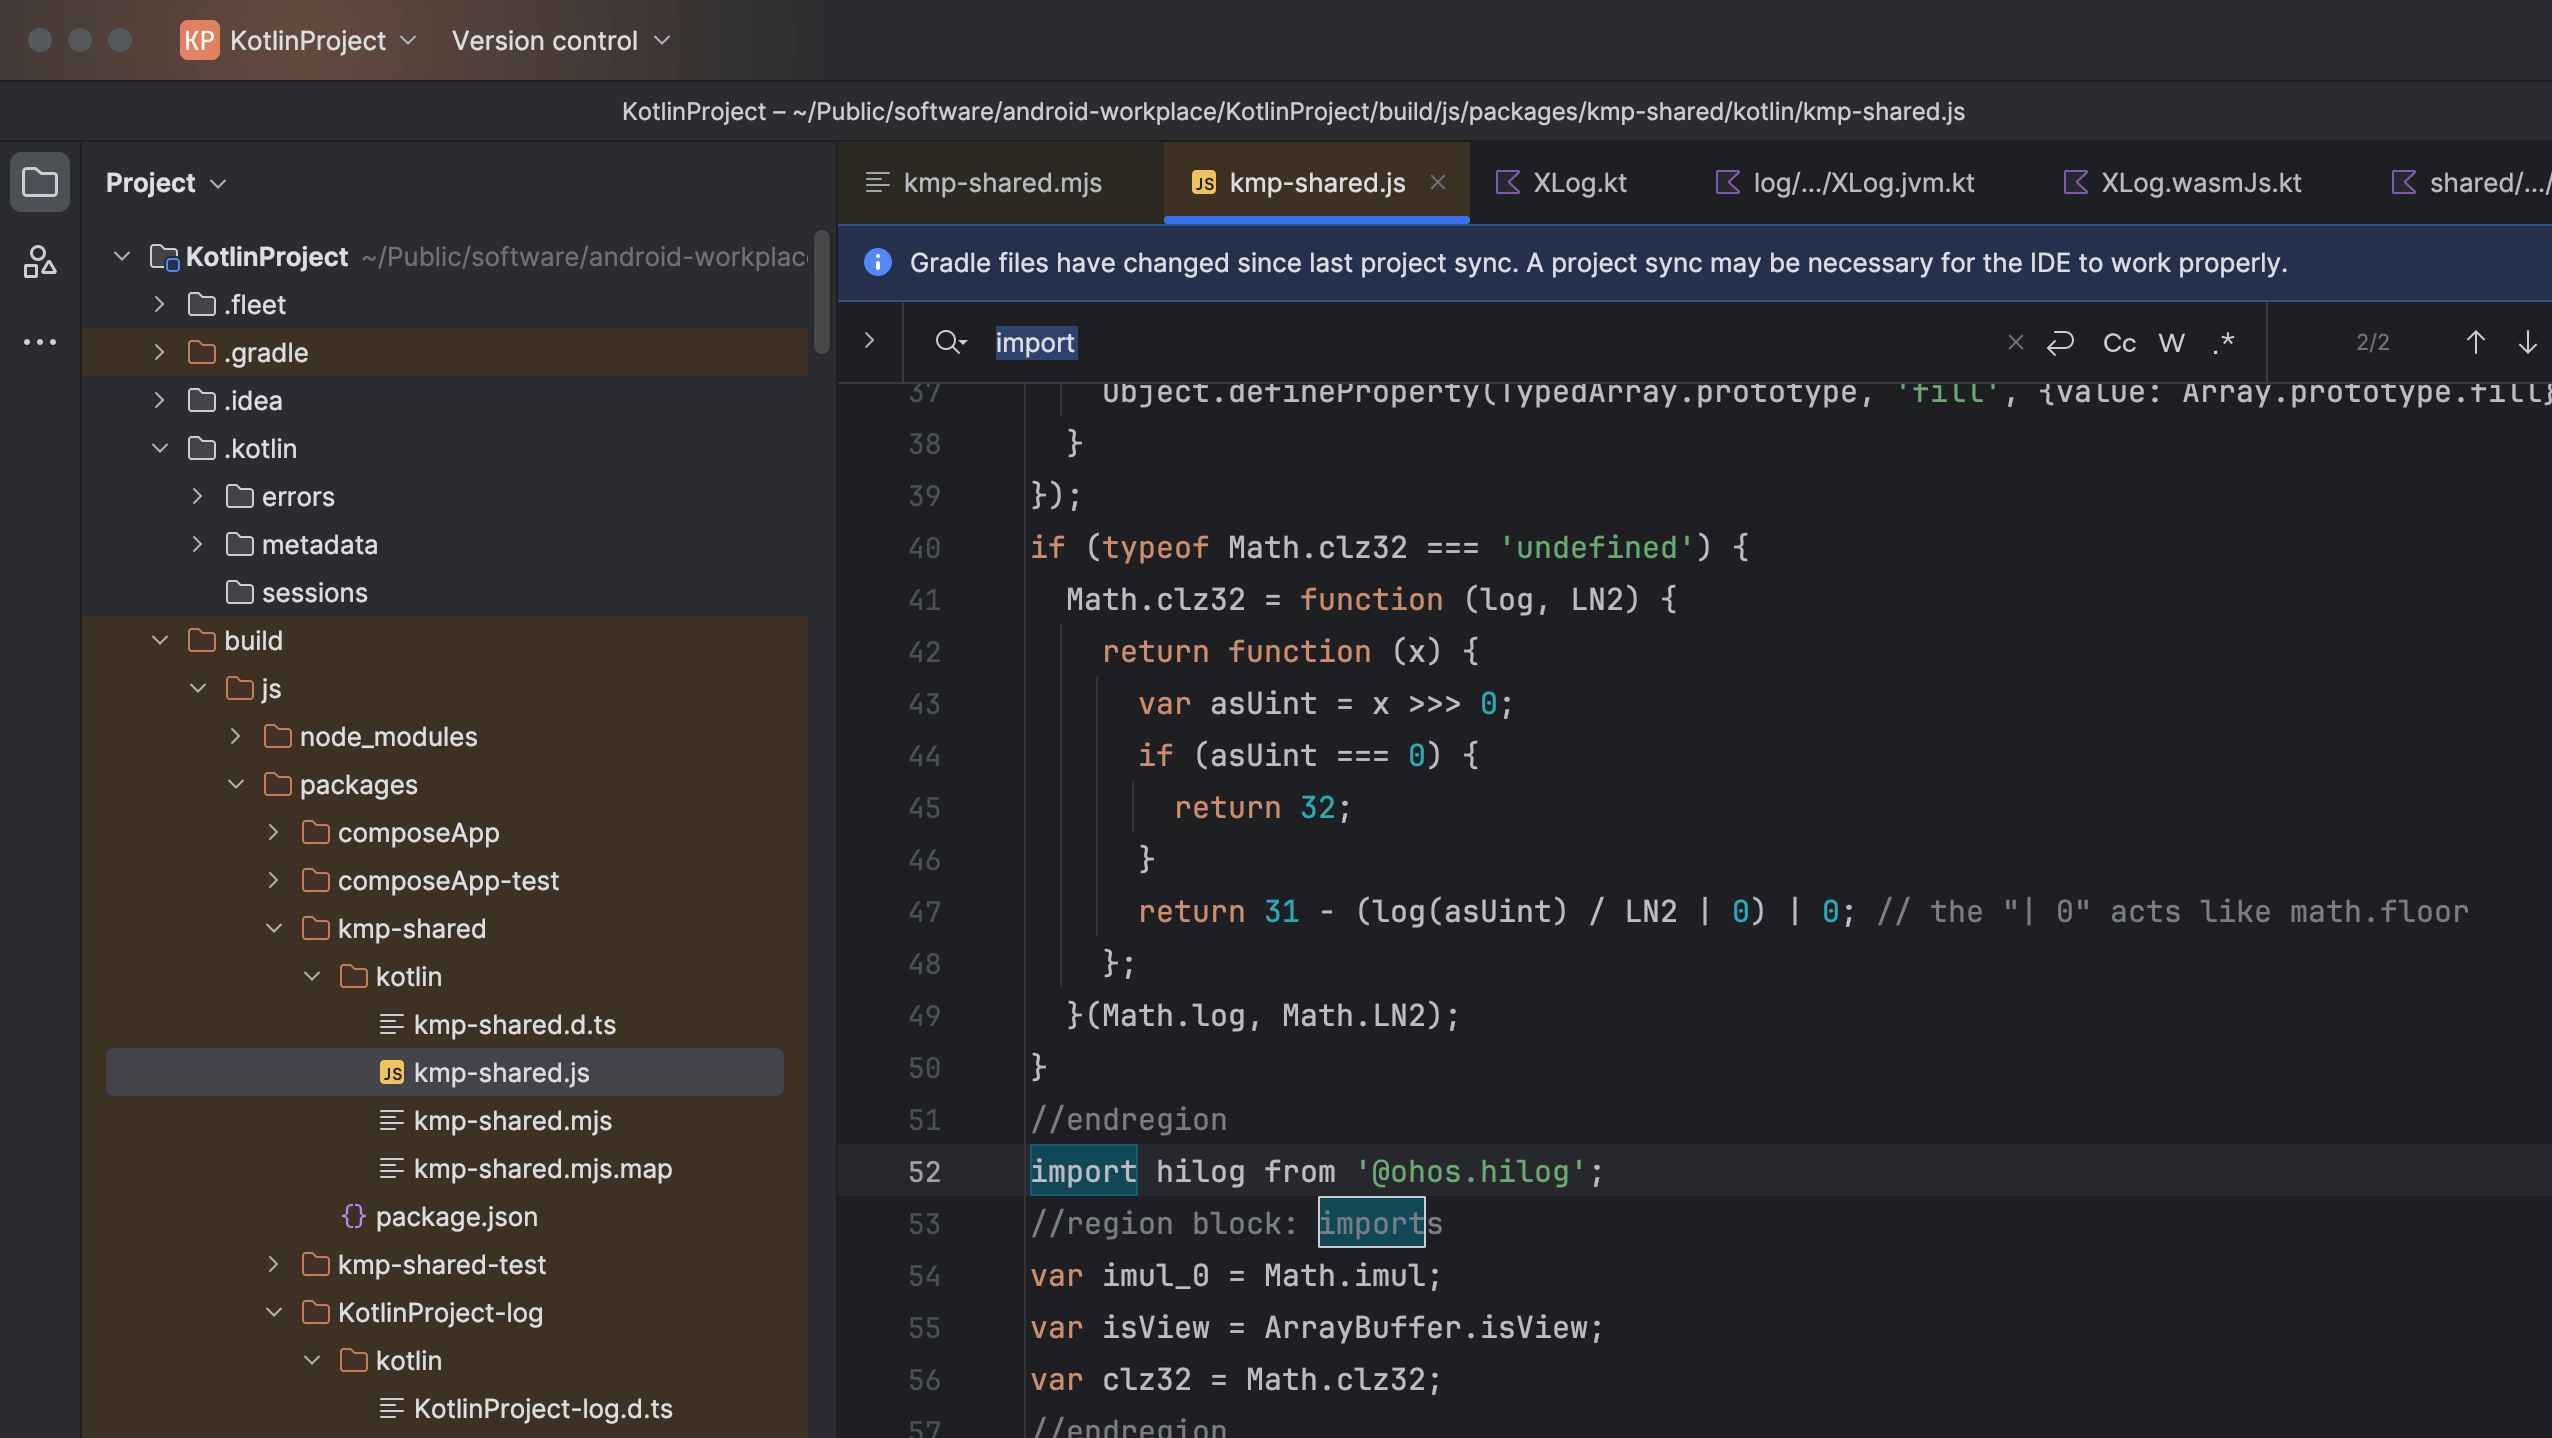 KP KotlinProject Version control
KotlinProject – ~/Public/software/android-workplace/KotlinProject/build/js/packages/kmp-shared/kotlin/kmp-shared.js
Project
KotlinProject ~/Public/software/android-workplac
.fleet
.gradle
.idea
.kotlin
errors
metadata
sessions
build
js
node_modules
packages
composeApp
composeApp-test
kmp-shared
kotlin
kmp-shared.d.ts
JS kmp-shared.js
kmp-shared.mjs
kmp-shared.mjs.map
{} package.json
kmp-shared-test
KotlinProject-log
kotlin
KotlinProject-log.d.ts
kmp-shared.mjs JS kmp-shared.js XLog.kt log/.../XLog.jvm.kt XLog.wasmJs.kt shared/.../
Gradle files have changed since last project sync. A project sync may be necessary for the IDE to work properly.
import Cc W .* 2/2
37 Object.defineProperty(TypedArray.prototype, 'fill', {value: Array.prototype.fill}
38 }
39 });
40 if (typeof Math.clz32 === 'undefined') {
41 Math.clz32 = function (log, LN2) {
42 return function (x) {
43 var asUint = x >>> 0;
44 if (asUint === 0) {
45 return 32;
46 }
47 return 31 - (log(asUint) / LN2 | 0) | 0; // the "| 0" acts like math.floor
48 };
49 }(Math.log, Math.LN2);
50 }
51 //endregion
52 import hilog from '@ohos.hilog';
53 //region block: imports
54 var imul_0 = Math.imul;
55 var isView = ArrayBuffer.isView;
56 var clz32 = Math.clz32;
57 //endregion